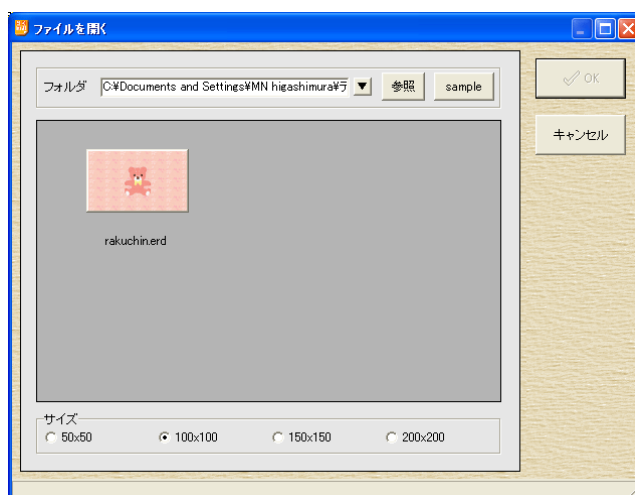 ファイルを開く
フォルダ C:¥Documents and Settings¥MN higashimura¥デ 参照 sample
OK
キャンセル
rakuchin.erd
サイズ
50x50 100x100 150x150 200x200